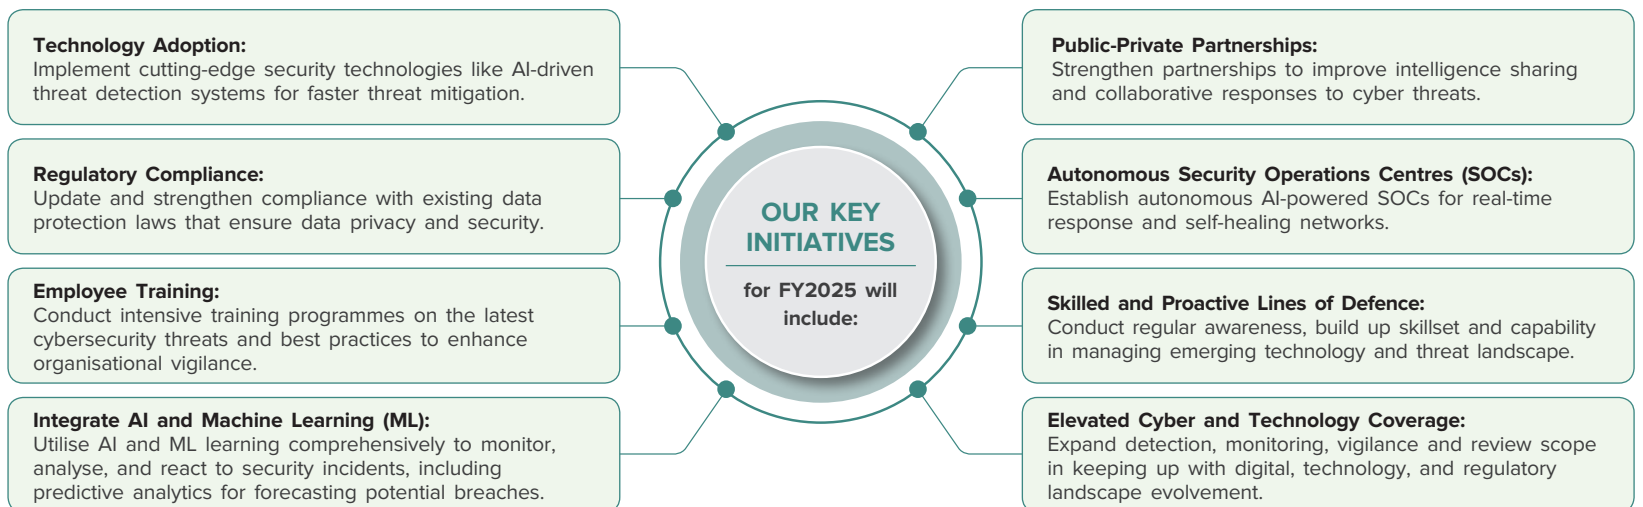 Technology Adoption:
Implement cutting-edge security technologies like AI-driven
threat detection systems for faster threat mitigation.
Regulatory Compliance:
Update and strengthen compliance with existing data
protection laws that ensure data privacy and security.
Employee Training:
Conduct intensive training programmes on the latest
cybersecurity threats and best practices to enhance
organisational vigilance.
Integrate AI and Machine Learning (ML):
Utilise AI and ML learning comprehensively to monitor,
analyse, and react to security incidents, including
predictive analytics for forecasting potential breaches.
OUR KEY
INITIATIVES
for FY2025 will
include:
Public-Private Partnerships:
Strengthen partnerships to improve intelligence sharing
and collaborative responses to cyber threats.
Autonomous Security Operations Centres (SOCs):
Establish autonomous AI-powered SOCs for real-time
response and self-healing networks.
Skilled and Proactive Lines of Defence:
Conduct regular awareness, build up skillset and capability
in managing emerging technology and threat landscape.
Elevated Cyber and Technology Coverage:
Expand detection, monitoring, vigilance and review scope
in keeping up with digital, technology, and regulatory
landscape evolvement.